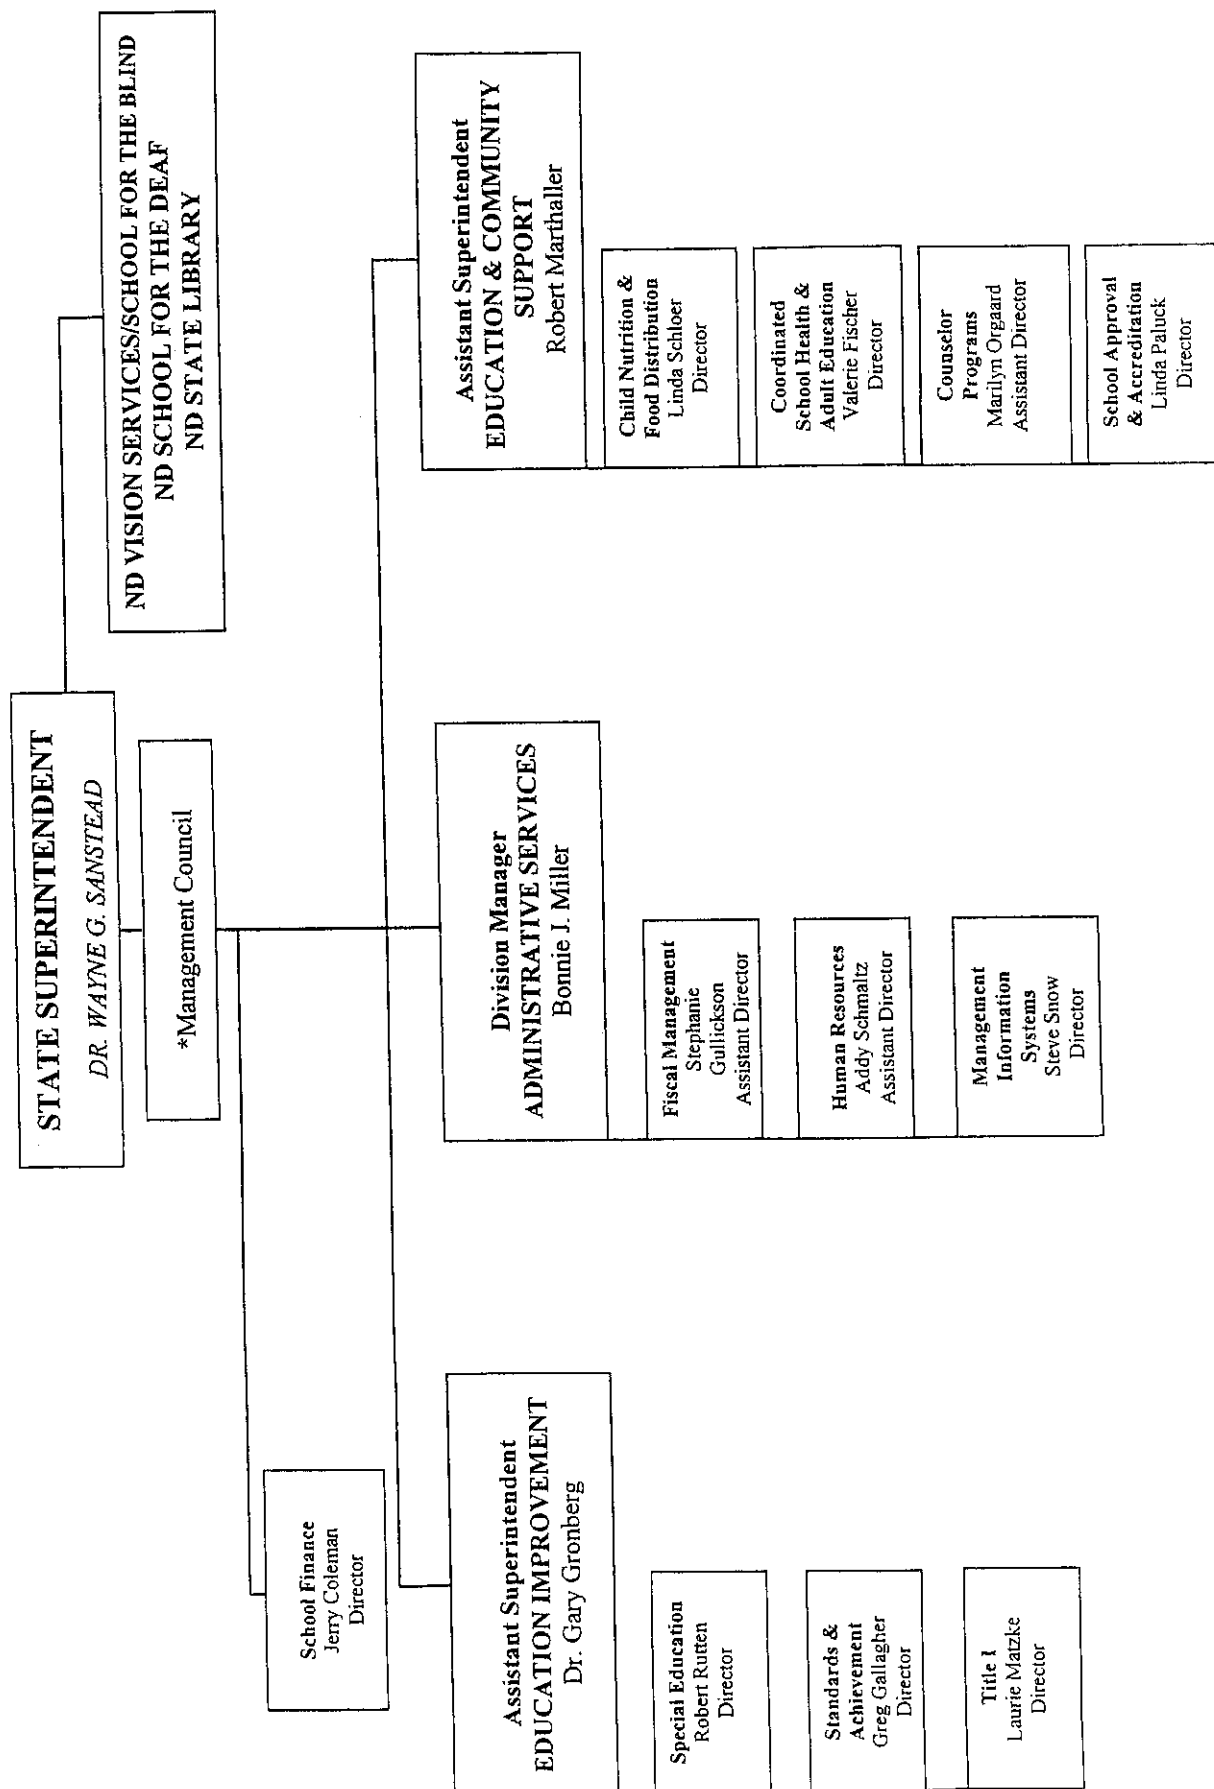 STATE SUPERINTENDENT
DR. WAYNE G. SANSTEAD
ND VISION SERVICES/SCHOOL FOR THE BLIND
ND SCHOOL FOR THE DEAF
ND STATE LIBRARY
*Management Council
School Finance
Jerry Coleman
Director
Assistant Superintendent
EDUCATION IMPROVEMENT
Dr. Gary Gronberg
Special Education
Robert Rutten
Director
Standards &
Achievement
Greg Gallagher
Director
Title I
Laurie Matzke
Director
Division Manager
ADMINISTRATIVE SERVICES
Bonnie J. Miller
Fiscal Management
Stephanie
Gullickson
Assistant Director
Human Resources
Addy Schmaltz
Assistant Director
Management
Information
Systems
Steve Snow
Director
Assistant Superintendent
EDUCATION & COMMUNITY
SUPPORT
Robert Marthaller
Child Nutrition &
Food Distribution
Linda Schloer
Director
Coordinated
School Health &
Adult Education
Valerie Fischer
Director
Counselor
Programs
Marilyn Orgaard
Assistant Director
School Approval
& Accreditation
Linda Paluck
Director